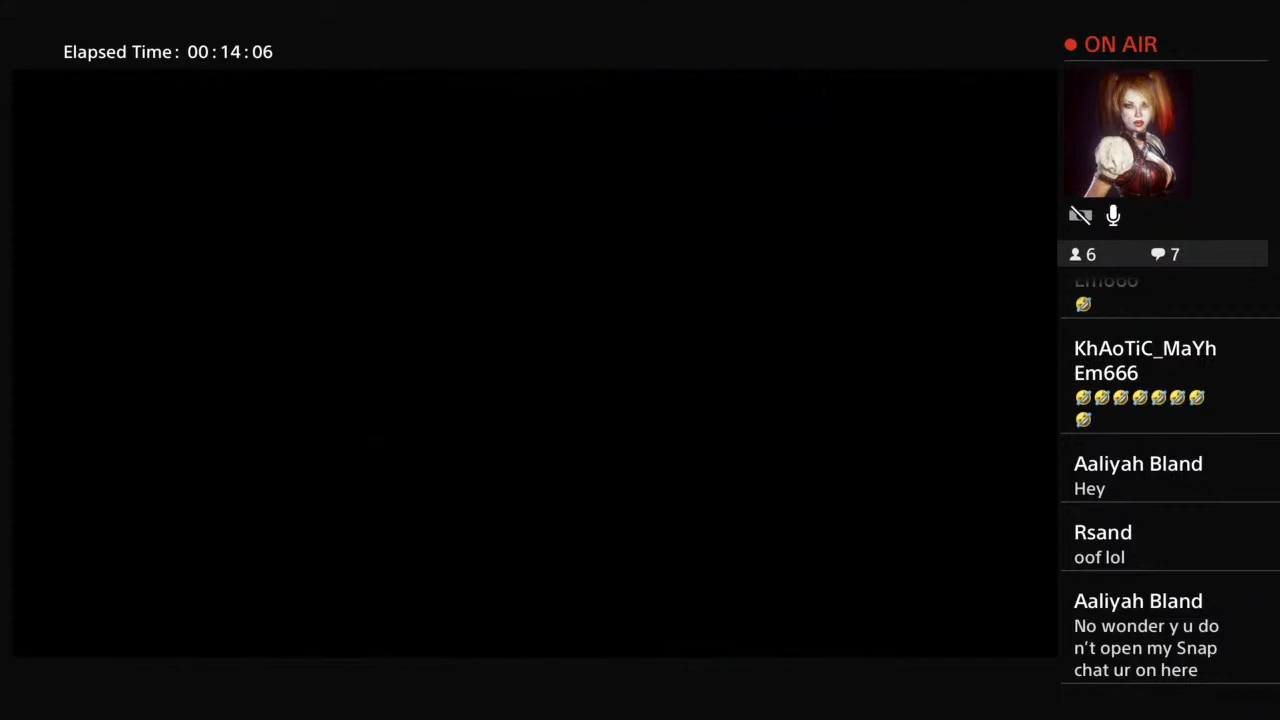 Elapsed Time: 00:14:06
ON AIR
6 7
Em666
🤣
KhAoTiC_MaYh
Em666
🤣🤣🤣🤣🤣🤣🤣
🤣
Aaliyah Bland
Hey
Rsand
oof lol
Aaliyah Bland
No wonder y u do
n't open my Snap
chat ur on here